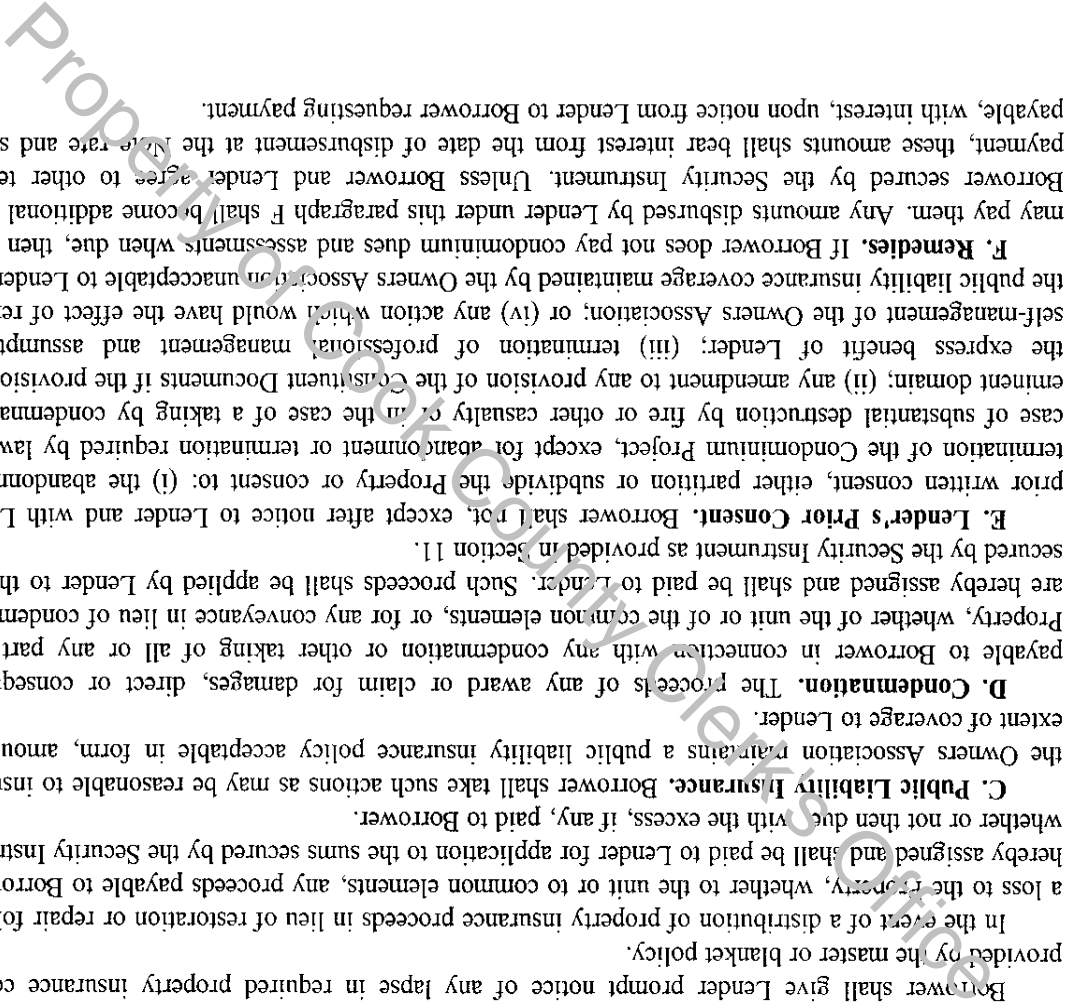 Borrower shall give Lender prompt notice of any lapse in required property insurance co
provided by the master or blanket policy.
In the event of a distribution of property insurance proceeds in lieu of restoration or repair fo
a loss to the Property, whether to the unit or to common elements, any proceeds payable to Borro
hereby assigned and shall be paid to Lender for application to the sums secured by the Security Instr
whether or not then due, with the excess, if any, paid to Borrower.
C. Public Liability Insurance. Borrower shall take such actions as may be reasonable to insu
the Owners Association maintains a public liability insurance policy acceptable in form, amou
extent of coverage to Lender.
D. Condemnation. The proceeds of any award or claim for damages, direct or conseq
payable to Borrower in connection with any condemnation or other taking of all or any part
Property, whether of the unit or of the common elements, or for any conveyance in lieu of condem
are hereby assigned and shall be paid to Lender. Such proceeds shall be applied by Lender to th
secured by the Security Instrument as provided in Section 11.
E. Lender's Prior Consent. Borrower shall not, except after notice to Lender and with L
prior written consent, either partition or subdivide the Property or consent to: (i) the abandonm
termination of the Condominium Project, except for abandonment or termination required by law
case of substantial destruction by fire or other casualty or in the case of a taking by condemna
eminent domain; (ii) any amendment to any provision of the Constituent Documents if the provisio
the express benefit of Lender; (iii) termination of professional management and assumpt
self-management of the Owners Association; or (iv) any action which would have the effect of re
the public liability insurance coverage maintained by the Owners Association unacceptable to Lende
F. Remedies. If Borrower does not pay condominium dues and assessments when due, then
may pay them. Any amounts disbursed by Lender under this paragraph F shall become additional
Borrower secured by the Security Instrument. Unless Borrower and Lender agree to other te
payment, these amounts shall bear interest from the date of disbursement at the Note rate and s
payable, with interest, upon notice from Lender to Borrower requesting payment.
Property of Cook County Clerk's Office